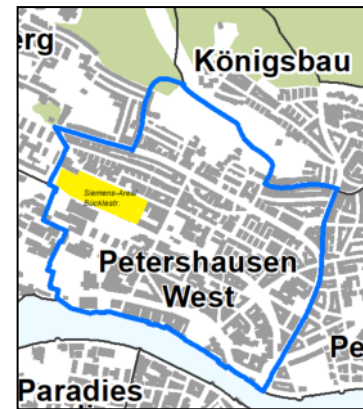 erg
Königsbau
Siemens-Areal
Bücklestr.
Petershausen
West
Pe
Paradies